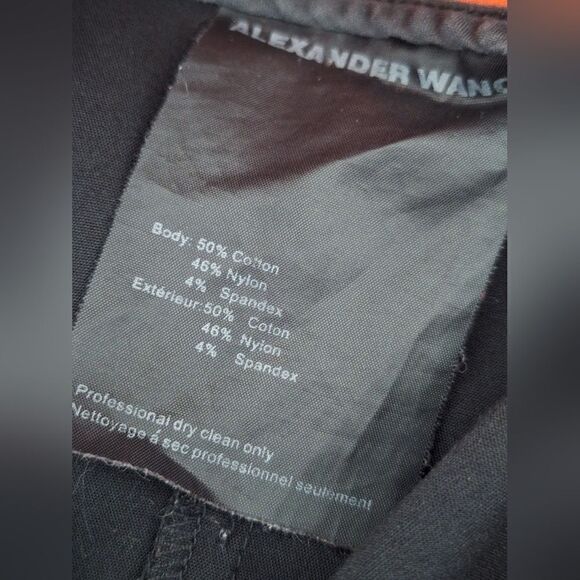 ALEXANDER WANG
Body: 50% Cotton
46% Nylon
4% Spandex
Extérieur:50% Coton
46% Nylon
4% Spandex
Professional dry clean only
Nettoyage à sec professionnel seulement